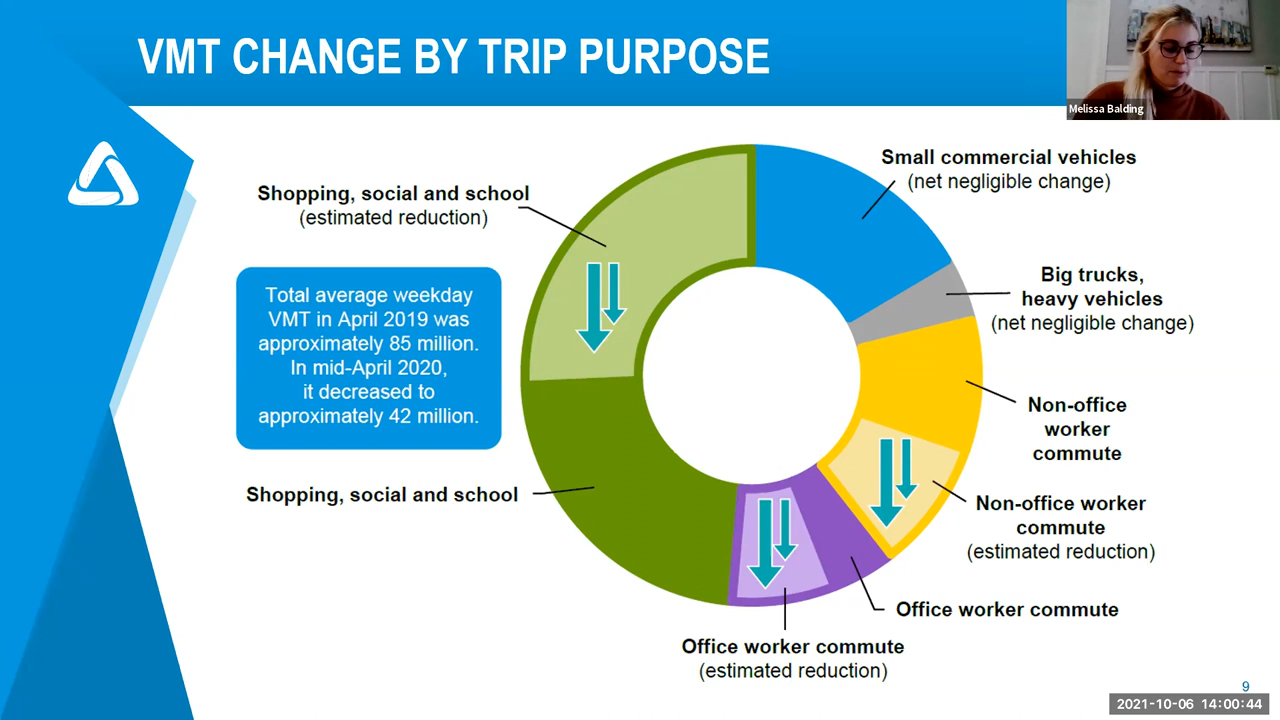 VMT CHANGE BY TRIP PURPOSE
Melissa Balding
Small commercial vehicles
(net negligible change)
Shopping, social and school
(estimated reduction)
Big trucks,
heavy vehicles
(net negligible change)
Total average weekday
VMT in April 2019 was
approximately 85 million.
In mid-April 2020,
it decreased to
approximately 42 million.
Non-office
worker
commute
Shopping, social and school
Non-office worker
commute
(estimated reduction)
Office worker commute
Office worker commute
(estimated reduction)
9
2021-10-06 14:00:44